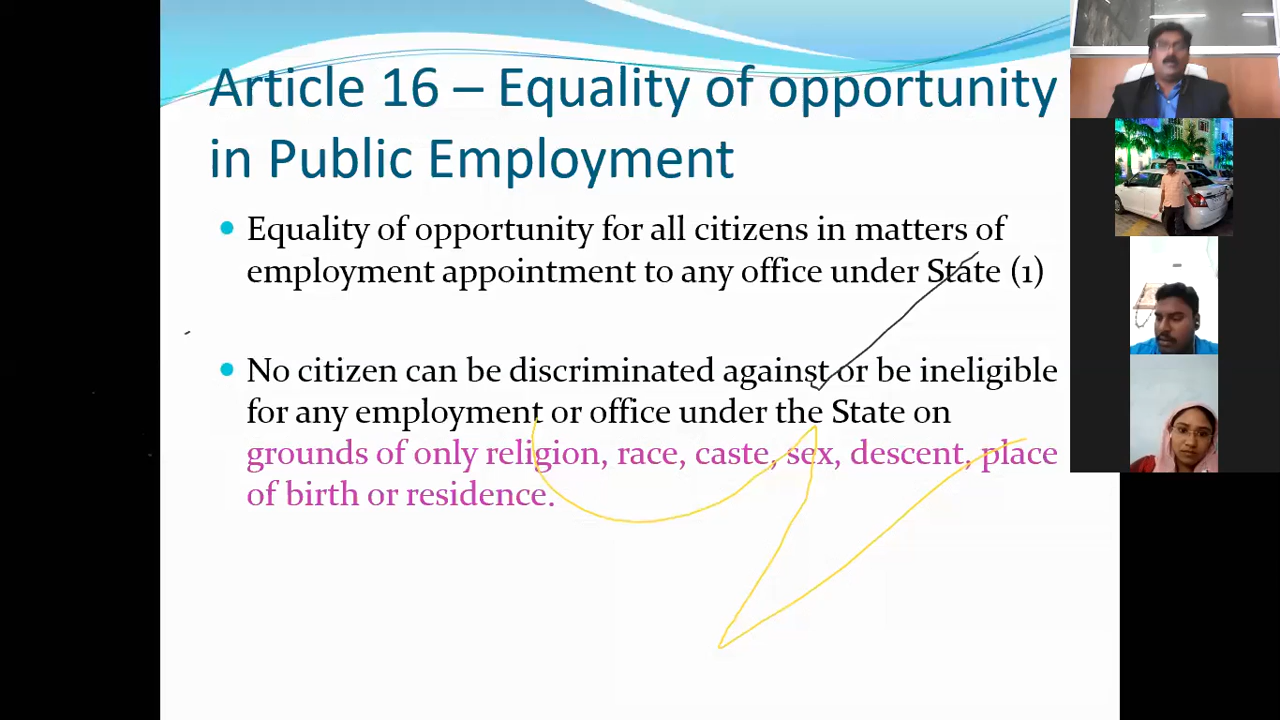 Article 16 – Equality of opportunity
in Public Employment
Equality of opportunity for all citizens in matters of
employment appointment to any office under State (1)
No citizen can be discriminated against or be ineligible
for any employment or office under the State on
grounds of only religion, race, caste, sex, descent, place
of birth or residence.